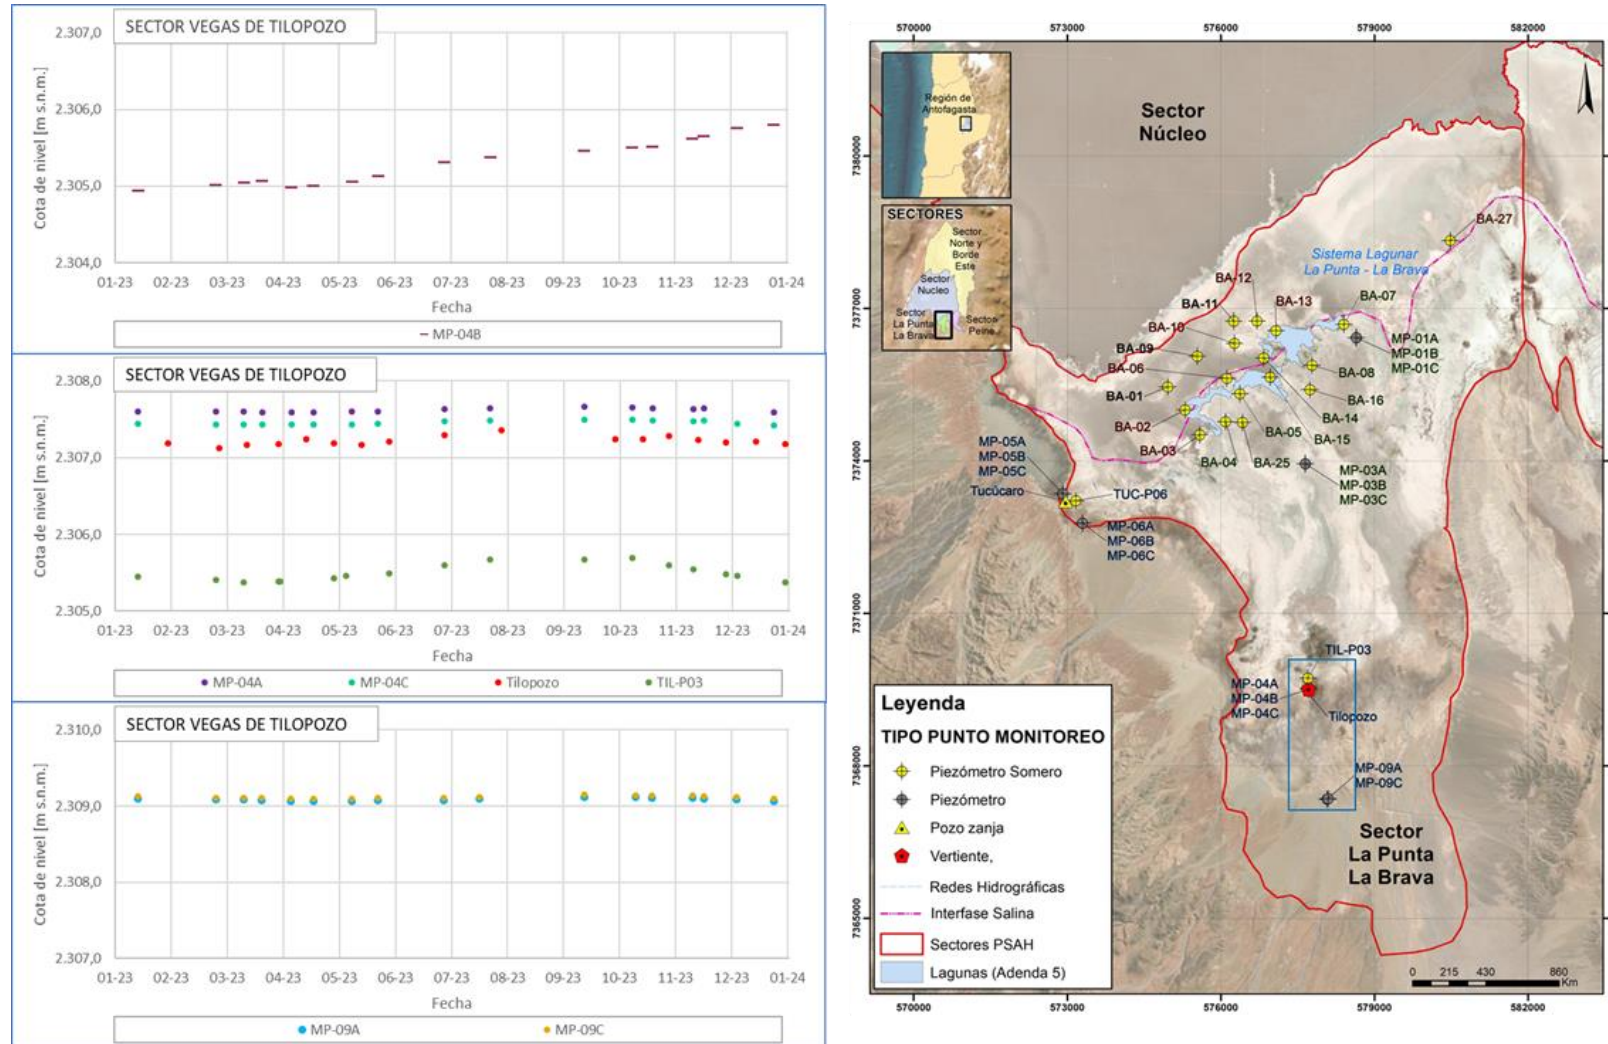 SECTOR VEGAS DE TILOPOZO
2.307,0
2.306,0
2.305,0
2.304,0
Cota de nivel [m s.n.m.]
01-23 02-23 03-23 04-23 05-23 06-23 07-23 08-23 09-23 10-23 11-23 12-23 01-24
Fecha
MP-04B
SECTOR VEGAS DE TILOPOZO
2.308,0
2.307,0
2.306,0
2.305,0
Cota de nivel [m s.n.m.]
01-23 02-23 03-23 04-23 05-23 06-23 07-23 08-23 09-23 10-23 11-23 12-23 01-24
Fecha
MP-04A MP-04C Tilopozo TIL-P03
SECTOR VEGAS DE TILOPOZO
2.310,0
2.309,0
2.308,0
2.307,0
Cota de nivel [m s.n.m.]
01-23 02-23 03-23 04-23 05-23 06-23 07-23 08-23 09-23 10-23 11-23 12-23 01-24
Fecha
MP-09A MP-09C
570000 573000 576000 579000 582000
7380000
7377000
7374000
7371000
7368000
7365000
Región de
Antofagasta
SECTORES
Sector
Norte y
Borde
Este
Sector
Nucleo
Sector
La Punta
La Brava
Sector
Peine
Sector
Núcleo
Sistema Lagunar
La Punta - La Brava
BA-27
BA-12
BA-11
BA-13
BA-07
BA-10
BA-09
BA-06
BA-01
BA-02
BA-03
BA-04
BA-25
BA-05
BA-15
BA-14
BA-16
BA-08
MP-01A
MP-01B
MP-01C
MP-03A
MP-03B
MP-03C
MP-05A
MP-05B
MP-05C
Tucúcaro
TUC-P06
MP-06A
MP-06B
MP-06C
TIL-P03
MP-04A
MP-04B
MP-04C
Tilopozo
MP-09A
MP-09C
Sector
La Punta
La Brava
Leyenda
TIPO PUNTO MONITOREO
Piezómetro Somero
Piezómetro
Pozo zanja
Vertiente,
Redes Hidrográficas
Interfase Salina
Sectores PSAH
Lagunas (Adenda 5)
0 215 430 860
Km
570000 573000 576000 579000 582000